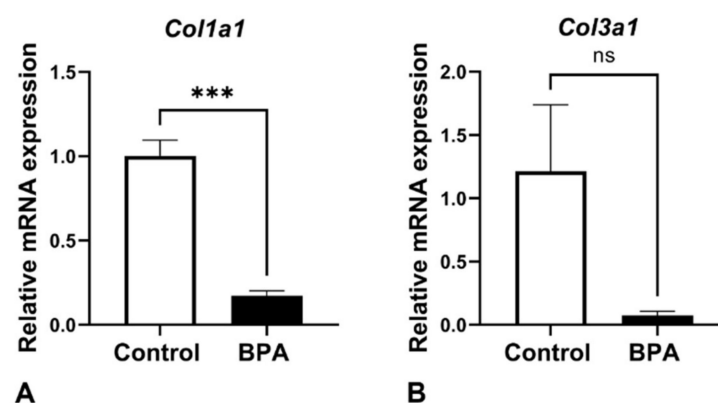 Col1a1
Relative mRNA expression
1.5
1.0
0.5
0.0
***
Control
BPA
A
Col3a1
Relative mRNA expression
2.0
1.5
1.0
0.5
0.0
ns
Control
BPA
B